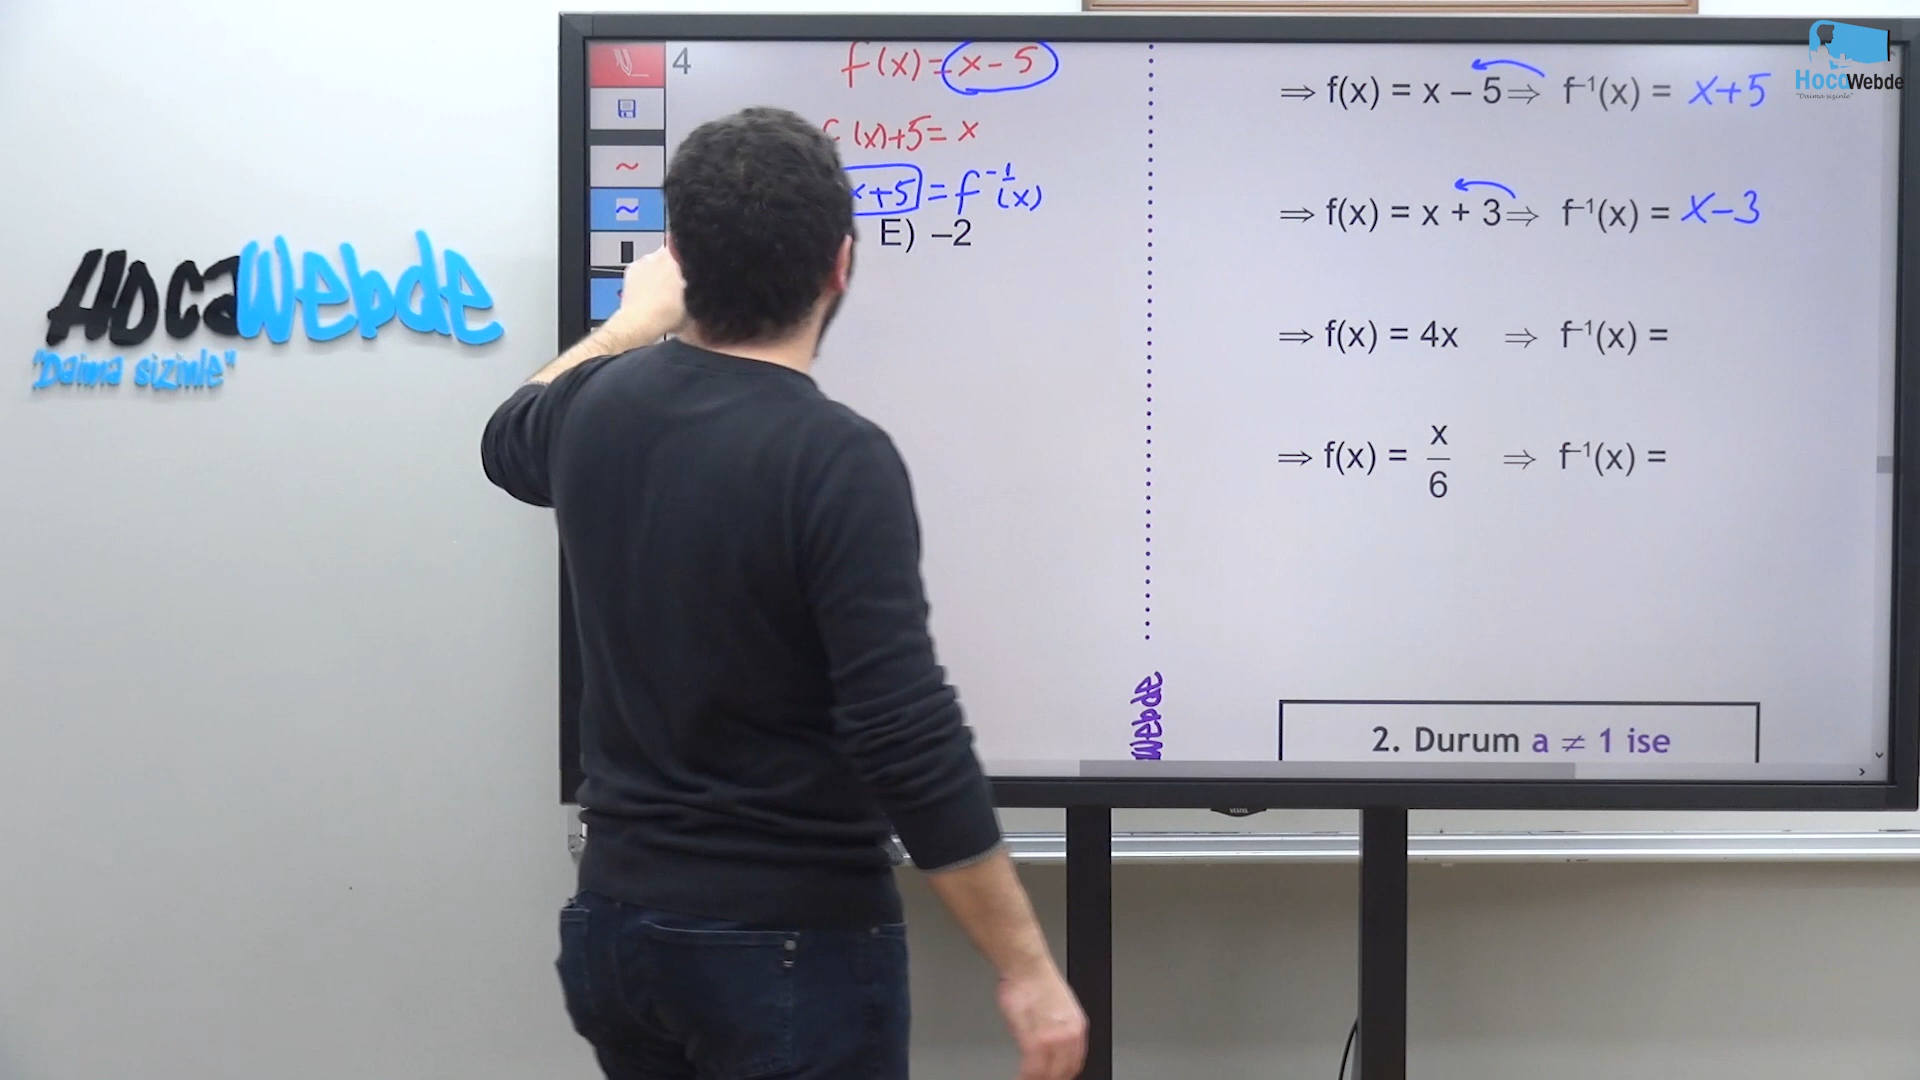 4
f(x) = x - 5
(x)+5 = x
x+5 = f⁻¹(x)
E) –2
⇒ f(x) = x – 5 ⇒ f⁻¹(x) = x+5
⇒ f(x) = x + 3 ⇒ f⁻¹(x) = x-3
⇒ f(x) = 4x ⇒ f⁻¹(x) =
⇒ f(x) = x/6 ⇒ f⁻¹(x) =
2. Durum a ≠ 1 ise
Webde
HocaWebde
"Daima sizinle"
HocaWebde
"Daima sizinle"
VESTEL